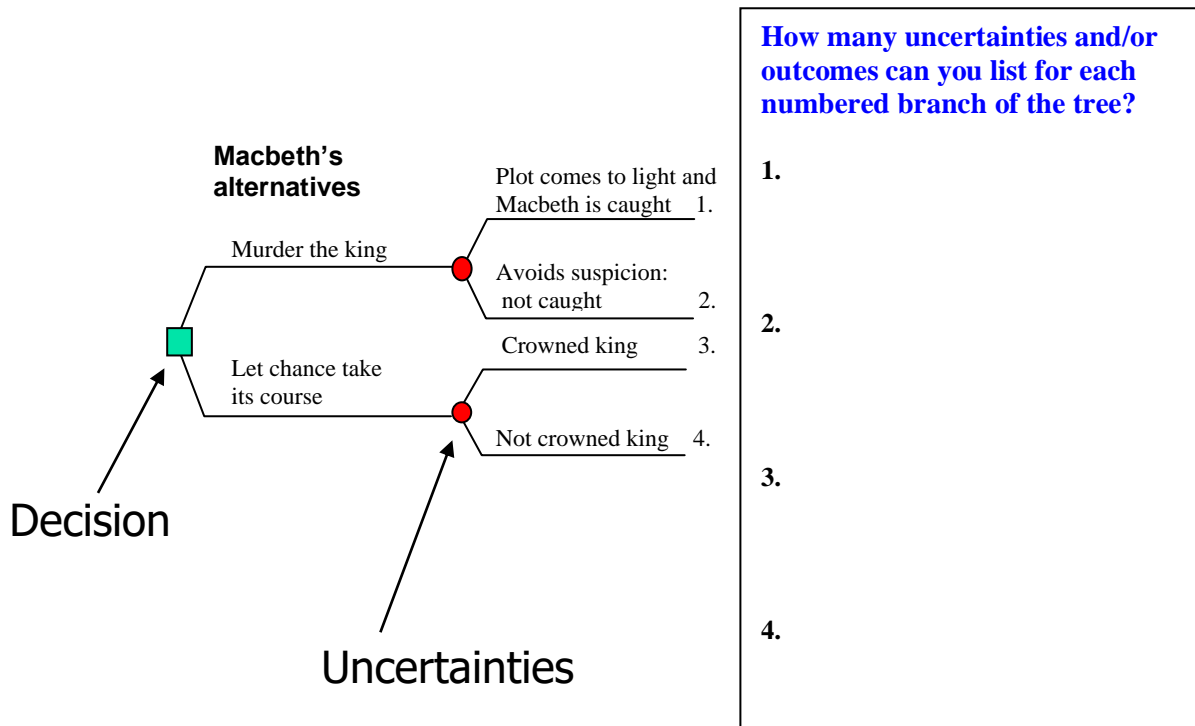 Macbeth's
alternatives
Murder the king
Plot comes to light and
Macbeth is caught 1.
Avoids suspicion:
not caught 2.
Let chance take
its course
Crowned king 3.
Not crowned king 4.
Decision
Uncertainties
How many uncertainties and/or
outcomes can you list for each
numbered branch of the tree?
1.
2.
3.
4.